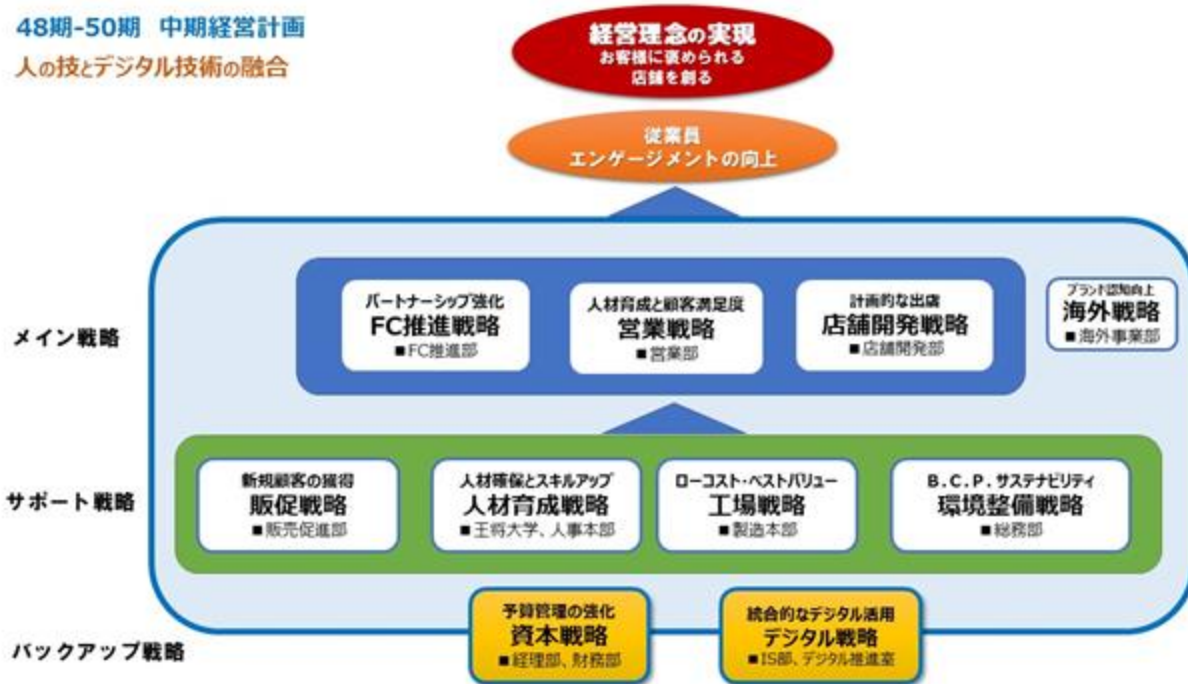 48期-50期 中期経営計画
人の技とデジタル技術の融合
経営理念の実現
お客様に褒められる
店舗を創る
従業員
エンゲージメントの向上
メイン戦略
パートナーシップ強化
FC推進戦略
■FC推進部
人材育成と顧客満足度
営業戦略
■営業部
計画的な出店
店舗開発戦略
■店舗開発部
ブランド認知向上
海外戦略
■海外事業部
サポート戦略
新規顧客の獲得
販促戦略
■販売促進部
人材確保とスキルアップ
人材育成戦略
■王将大学、人事本部
ローコスト・ベストバリュー
工場戦略
■製造本部
B.C.P.サステナビリティ
環境整備戦略
■総務部
バックアップ戦略
予算管理の強化
資本戦略
■経理部、財務部
統合的なデジタル活用
デジタル戦略
■IS部、デジタル推進室